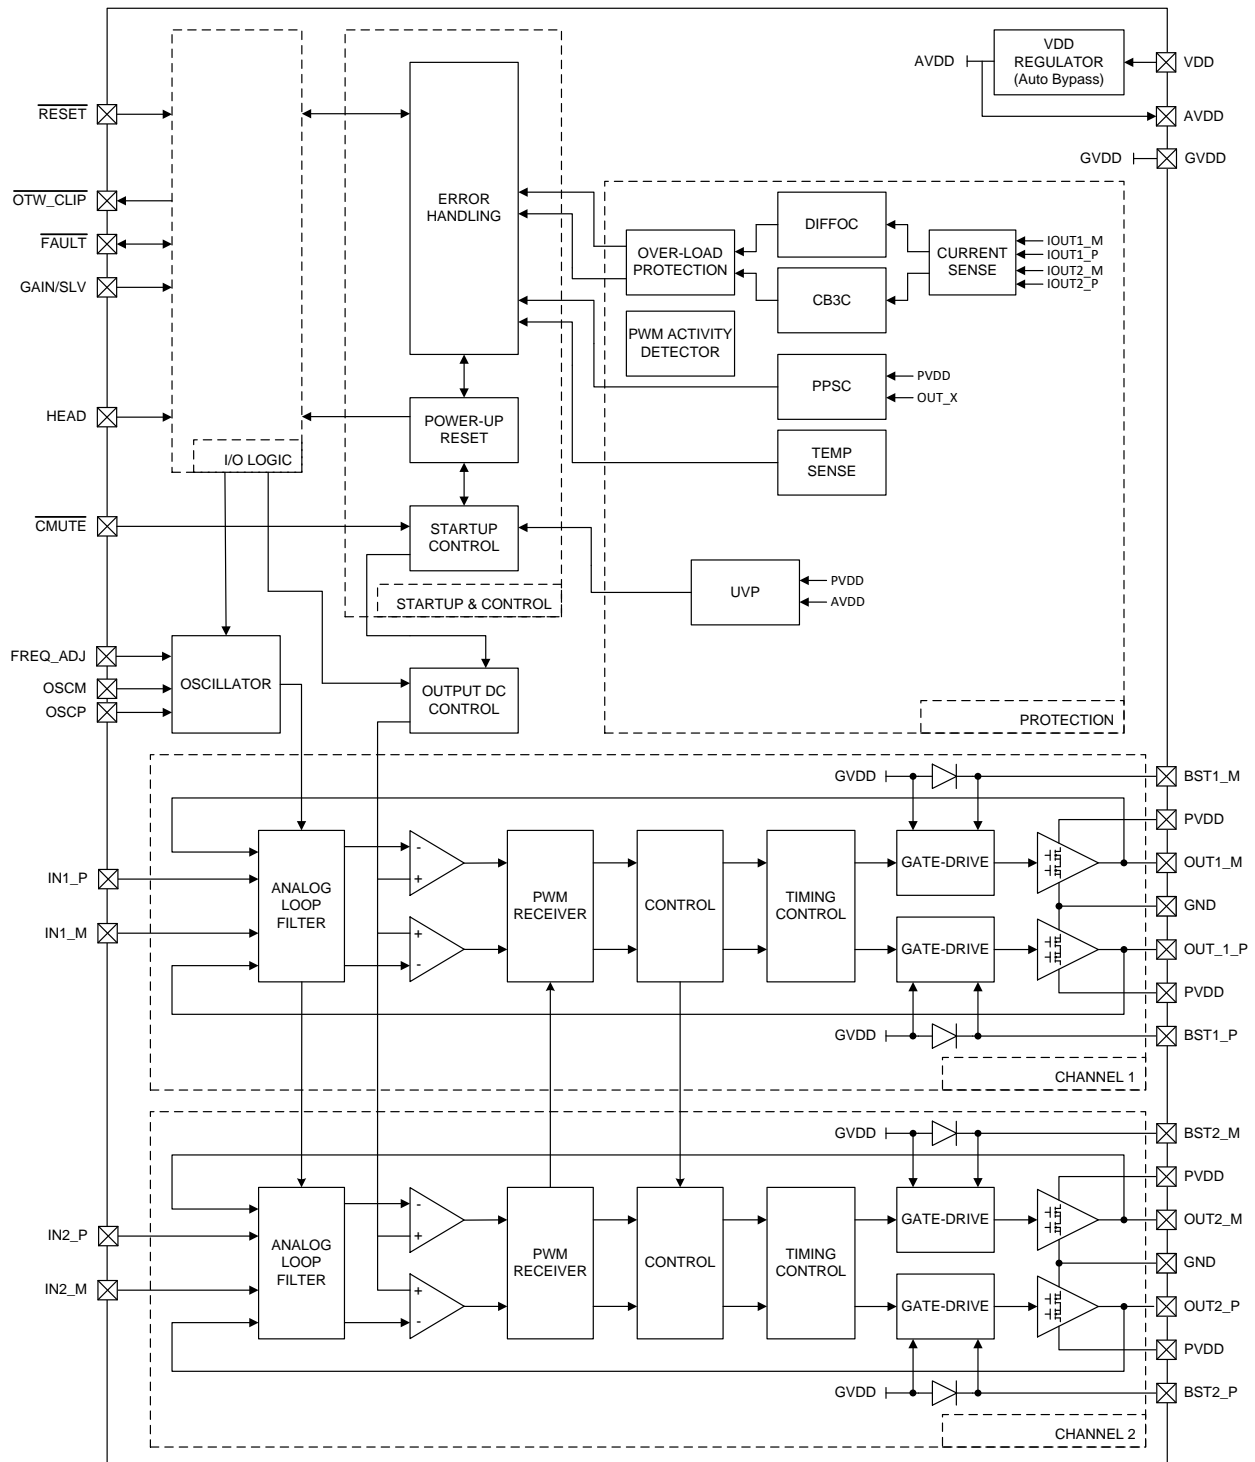 VDD
REGULATOR
(Auto Bypass)
AVDD
VDD
RESET
AVDD
GVDD
GVDD
OTW_CLIP
FAULT
GAIN/SLV
ERROR
HANDLING
OVER-LOAD
PROTECTION
DIFFOC
CB3C
CURRENT
SENSE
IOUT1_M
IOUT1_P
IOUT2_M
IOUT2_P
PWM ACTIVITY
DETECTOR
PPSC
PVDD
OUT_X
HEAD
POWER-UP
RESET
I/O LOGIC
TEMP
SENSE
CMUTE
STARTUP
CONTROL
UVP
PVDD
AVDD
STARTUP & CONTROL
FREQ_ADJ
OSCM
OSCP
OSCILLATOR
OUTPUT DC
CONTROL
PROTECTION
GVDD
BST1_M
PVDD
IN1_P
IN1_M
ANALOG
LOOP
FILTER
-
+
+
-
PWM
RECEIVER
CONTROL
TIMING
CONTROL
GATE-DRIVE
GATE-DRIVE
OUT1_M
GND
OUT_1_P
PVDD
GVDD
BST1_P
CHANNEL 1
GVDD
BST2_M
PVDD
IN2_P
IN2_M
ANALOG
LOOP
FILTER
-
+
+
-
PWM
RECEIVER
CONTROL
TIMING
CONTROL
GATE-DRIVE
GATE-DRIVE
OUT2_M
GND
OUT2_P
PVDD
GVDD
BST2_P
CHANNEL 2